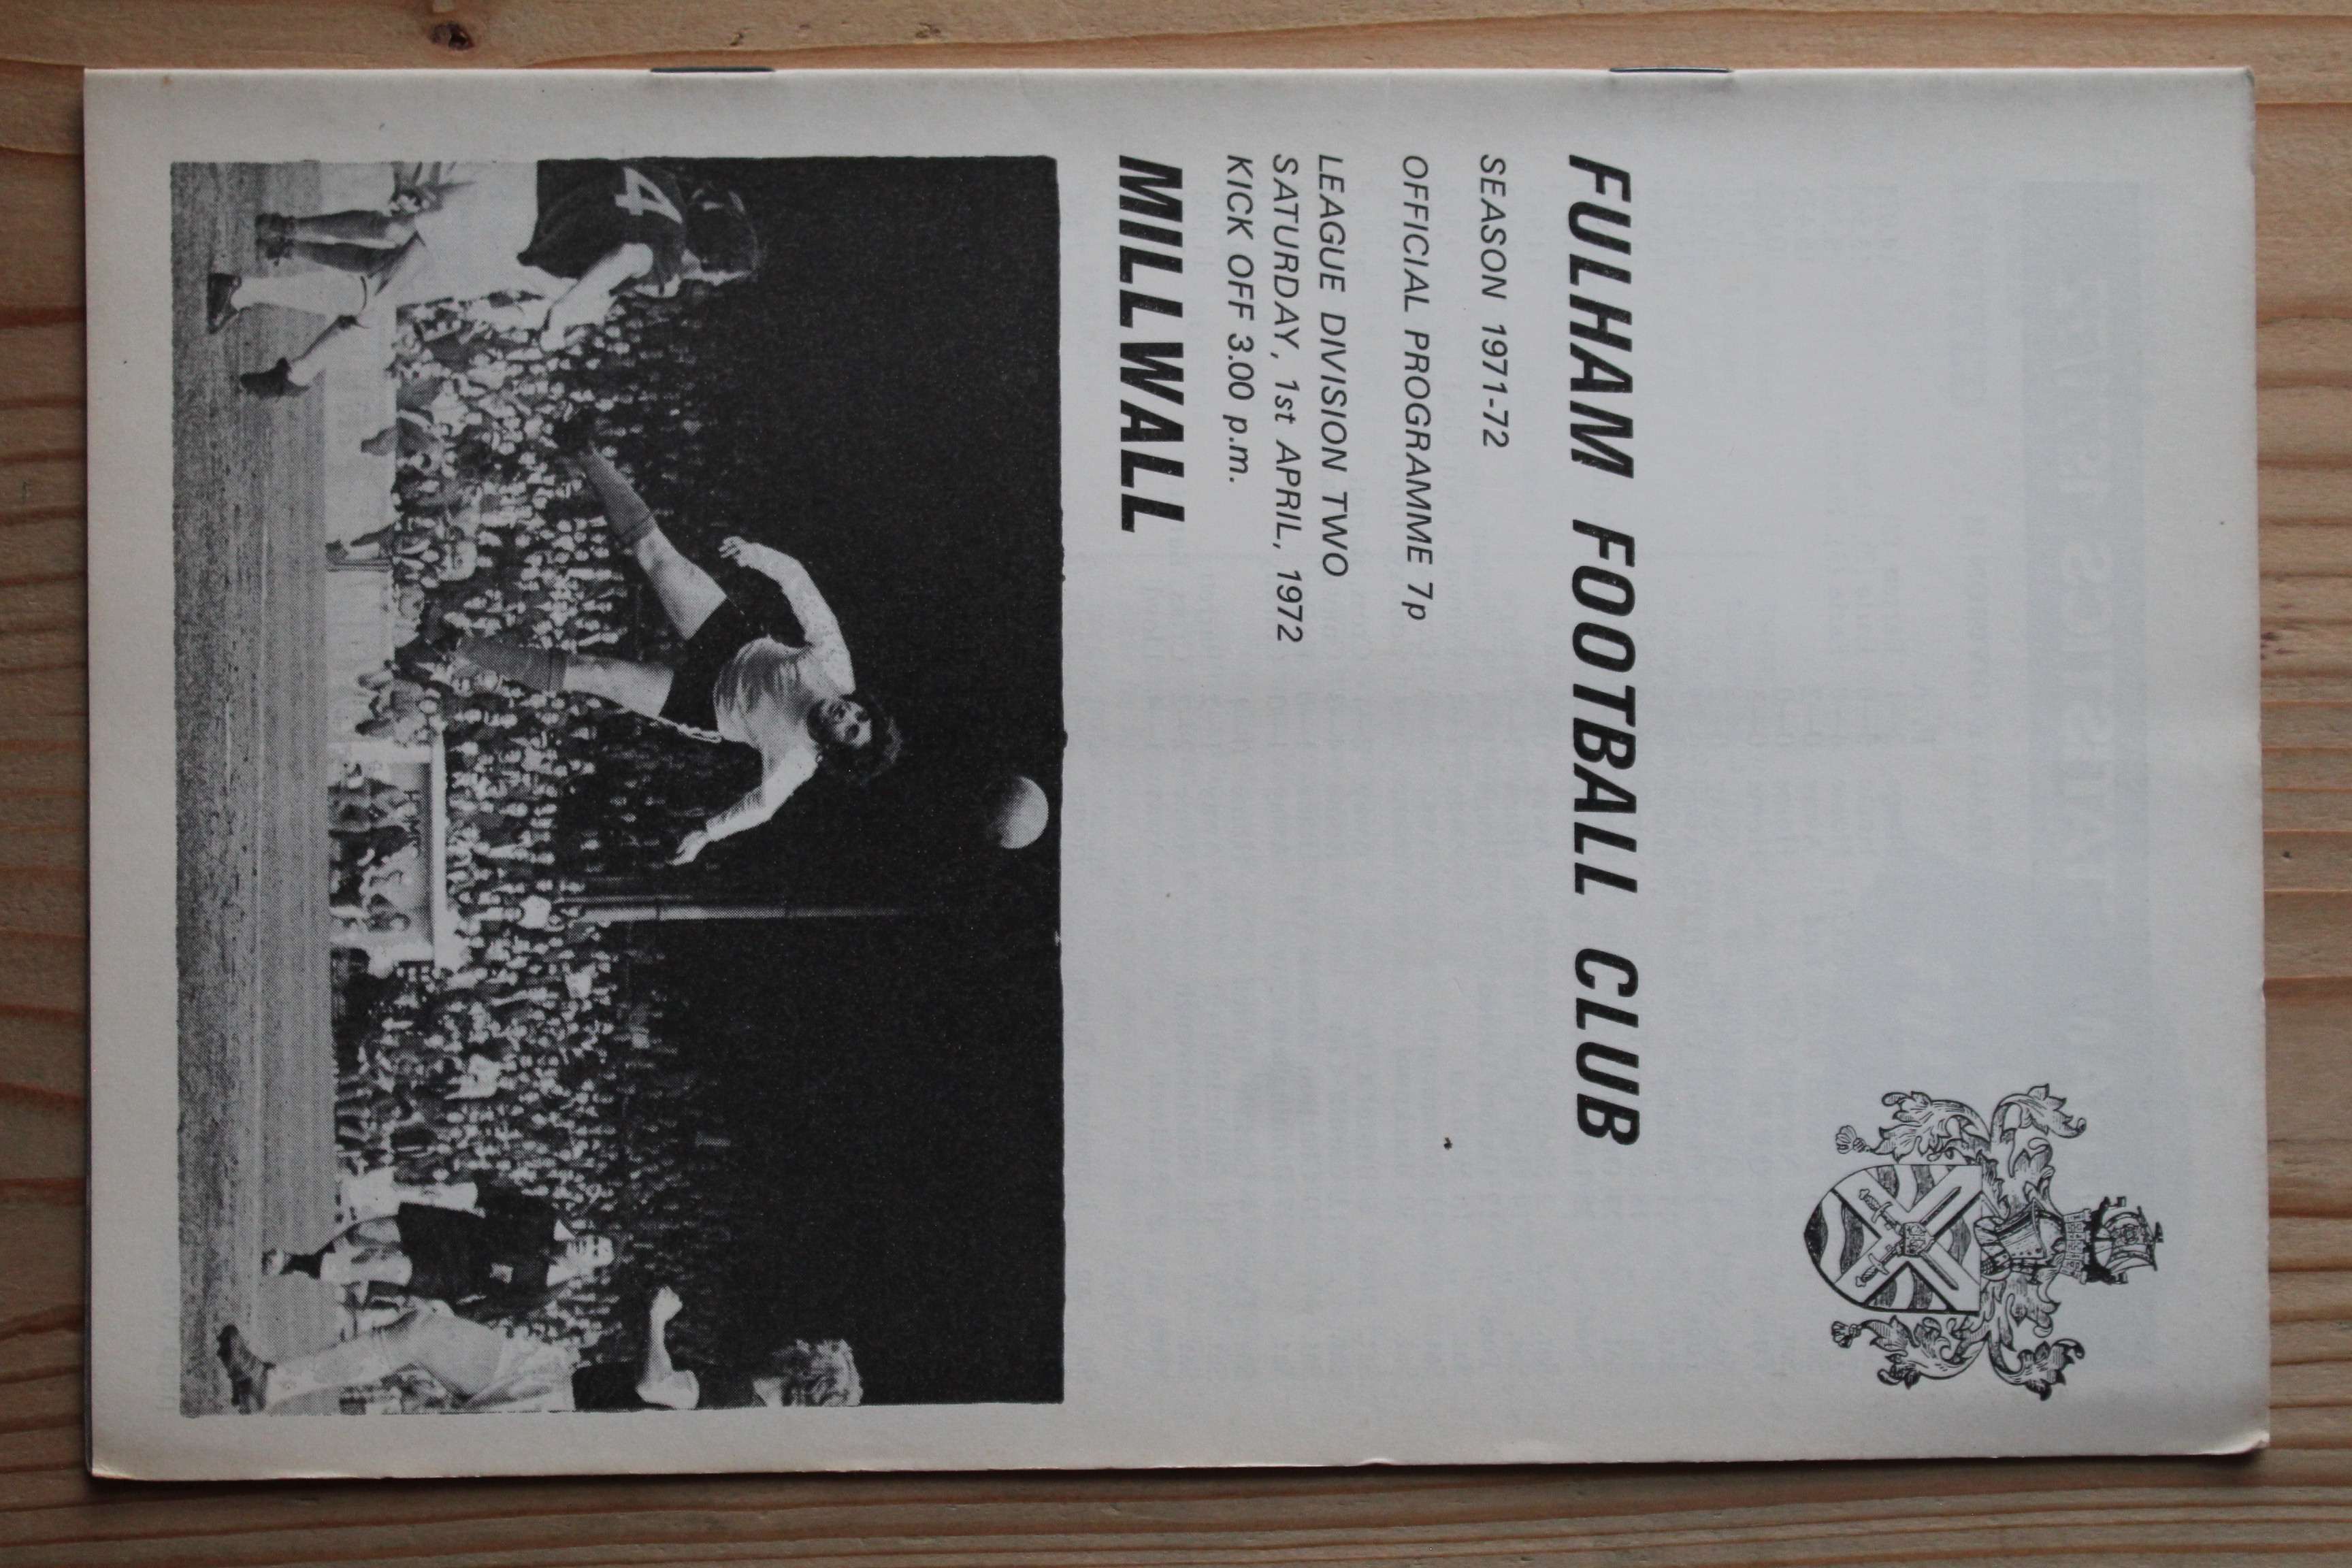 FULHAM FOOTBALL CLUB
SEASON 1971-72
OFFICIAL PROGRAMME 7p
LEAGUE DIVISION TWO
SATURDAY, 1st APRIL, 1972
KICK OFF 3.00 p.m.
MILLWALL
4